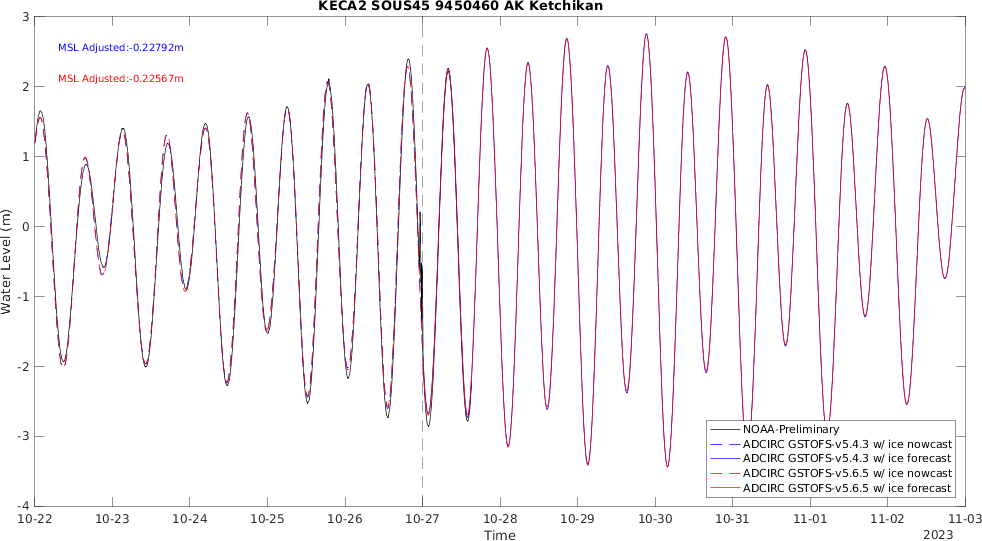 KECA2 SOUS45 9450460 AK Ketchikan
MSL Adjusted:-0.22792m
MSL Adjusted:-0.22567m
3
2
1
0
-1
-2
-3
-4
Water Level (m)
NOAA-Preliminary
ADCIRC GSTOFS-v5.4.3 w/ ice nowcast
ADCIRC GSTOFS-v5.4.3 w/ ice forecast
ADCIRC GSTOFS-v5.6.5 w/ ice nowcast
ADCIRC GSTOFS-v5.6.5 w/ ice forecast
10-22 10-23 10-24 10-25 10-26 10-27 10-28 10-29 10-30 10-31 11-01 11-02 11-03
Time
2023